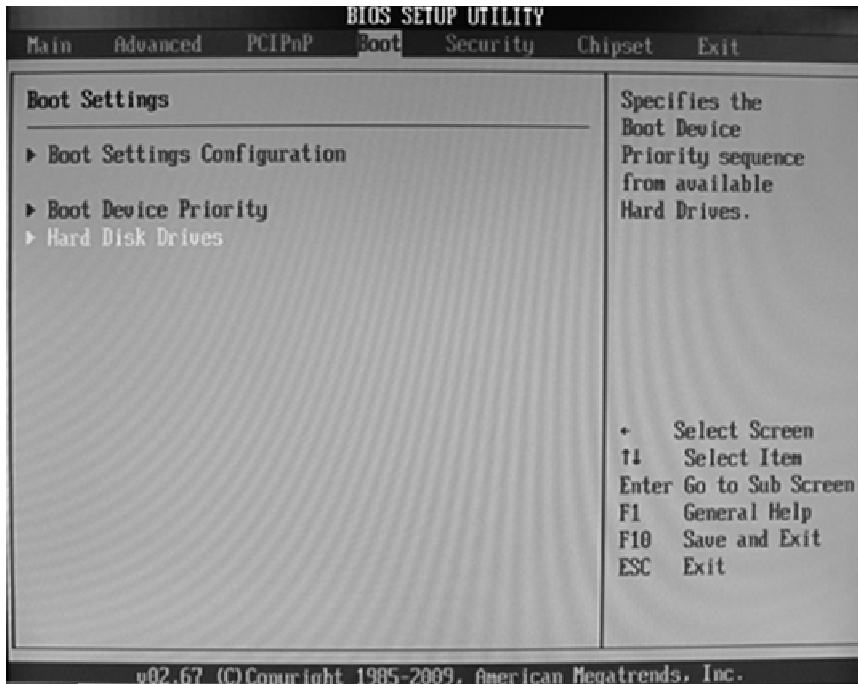 BIOS SETUP UTILITY
Main Advanced PCIPnP Boot Security Chipset Exit
Boot Settings
▶ Boot Settings Configuration
▶ Boot Device Priority
▶ Hard Disk Drives
Specifies the
Boot Device
Priority sequence
from available
Hard Drives.
← Select Screen
↑↓ Select Item
Enter Go to Sub Screen
F1 General Help
F10 Save and Exit
ESC Exit
v02.67 (C)Copyright 1985-2009, American Megatrends, Inc.